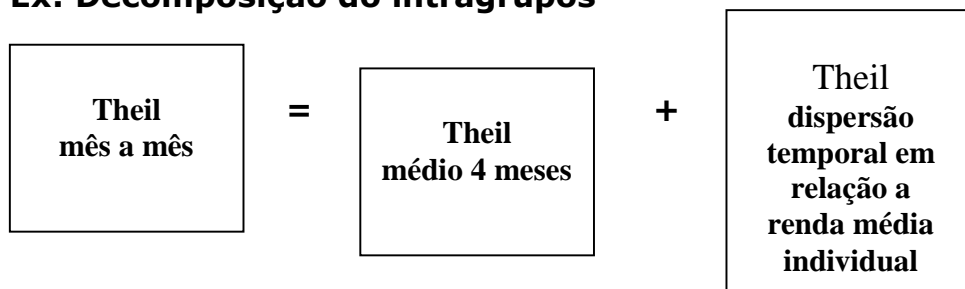 Ex: Decomposição do intragrupos
Theil
mês a mês
=
Theil
médio 4 meses
+
Theil
dispersão
temporal em
relação a
renda média
individual